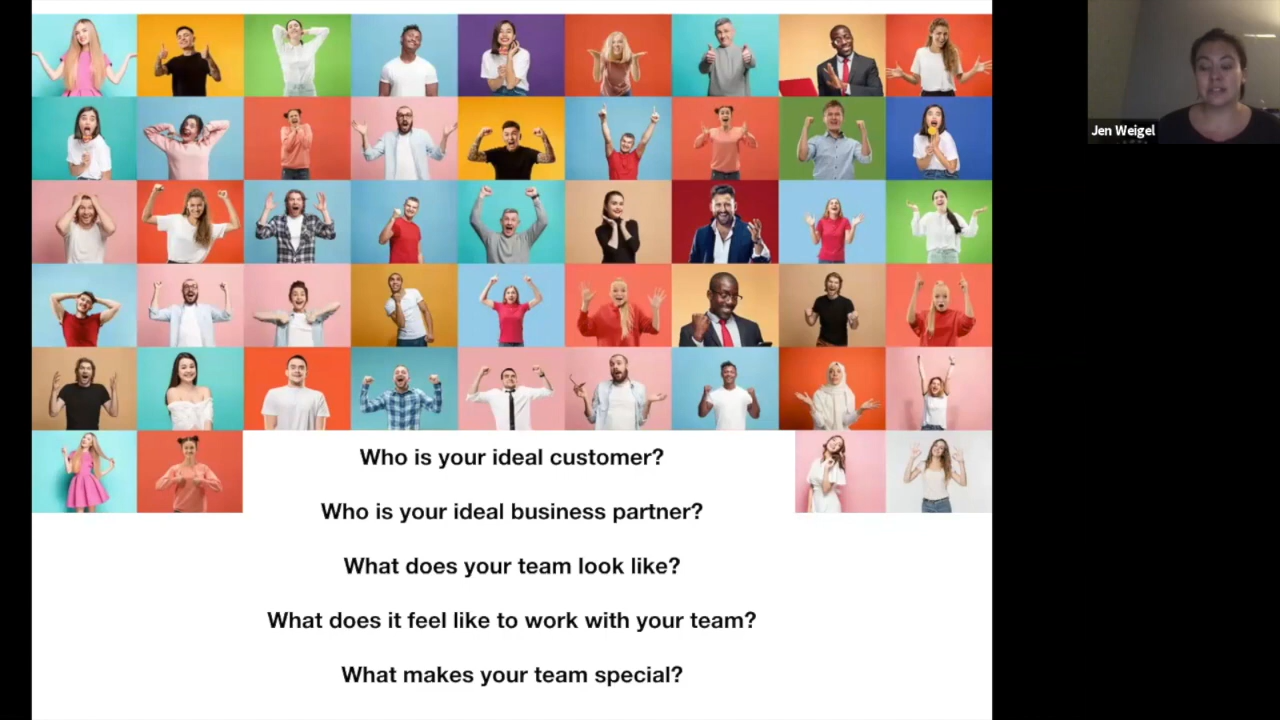 Jen Weigel
Who is your ideal customer?
Who is your ideal business partner?
What does your team look like?
What does it feel like to work with your team?
What makes your team special?